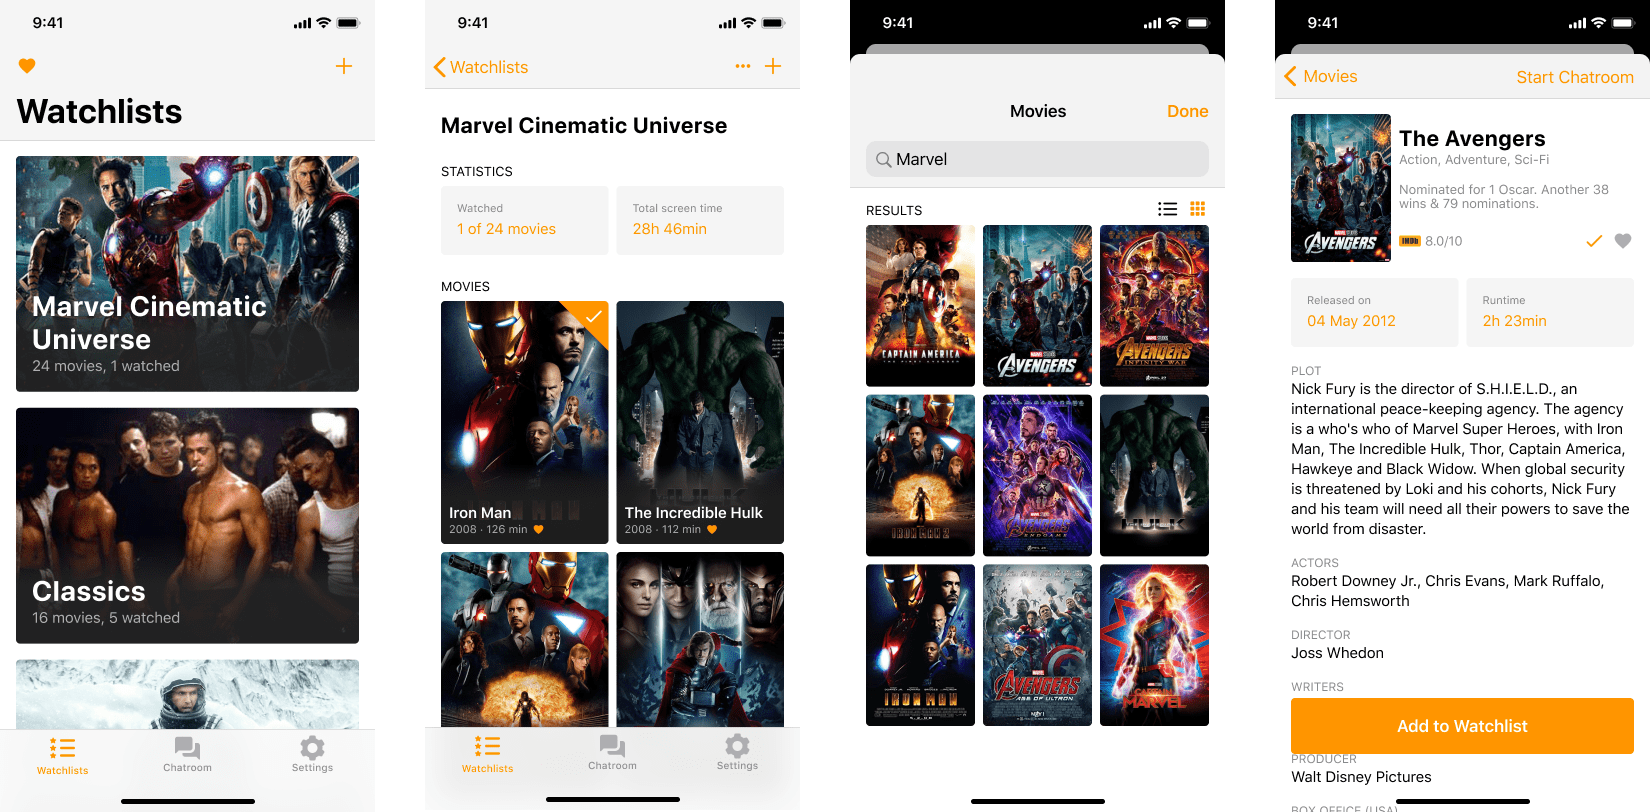 9:41
Watchlists
Marvel Cinematic
Universe
24 movies, 1 watched
Classics
16 movies, 5 watched
Watchlists
Chatroom
Settings
9:41
Watchlists
Marvel Cinematic Universe
STATISTICS
Watched
1 of 24 movies
Total screen time
28h 46min
MOVIES
Iron Man
2008 · 126 min
HULK
The Incredible Hulk
2008 · 112 min
Watchlists
Chatroom
Settings
9:41
Movies
Done
Marvel
RESULTS
CAPTAIN AMERICA
THE FIRST AVENGER
AVENGERS
AVENGERS
INFINITY WAR
IRON MAN 2
AVENGERS
ENDGAME
HULK
IRON MAN
AVENGERS
AGE OF ULTRON
CAPTAIN
MARVEL
9:41
Movies
Start Chatroom
AVENGERS
The Avengers
Action, Adventure, Sci-Fi
Nominated for 1 Oscar. Another 38
wins & 79 nominations.
IMDb 8.0/10
Released on
04 May 2012
Runtime
2h 23min
PLOT
Nick Fury is the director of S.H.I.E.L.D., an
international peace-keeping agency. The agency
is a who's who of Marvel Super Heroes, with Iron
Man, The Incredible Hulk, Thor, Captain America,
Hawkeye and Black Widow. When global security
is threatened by Loki and his cohorts, Nick Fury
and his team will need all their powers to save the
world from disaster.
ACTORS
Robert Downey Jr., Chris Evans, Mark Ruffalo,
Chris Hemsworth
DIRECTOR
Joss Whedon
WRITERS
Add to Watchlist
PRODUCER
Walt Disney Pictures
BOX OFFICE (USA)